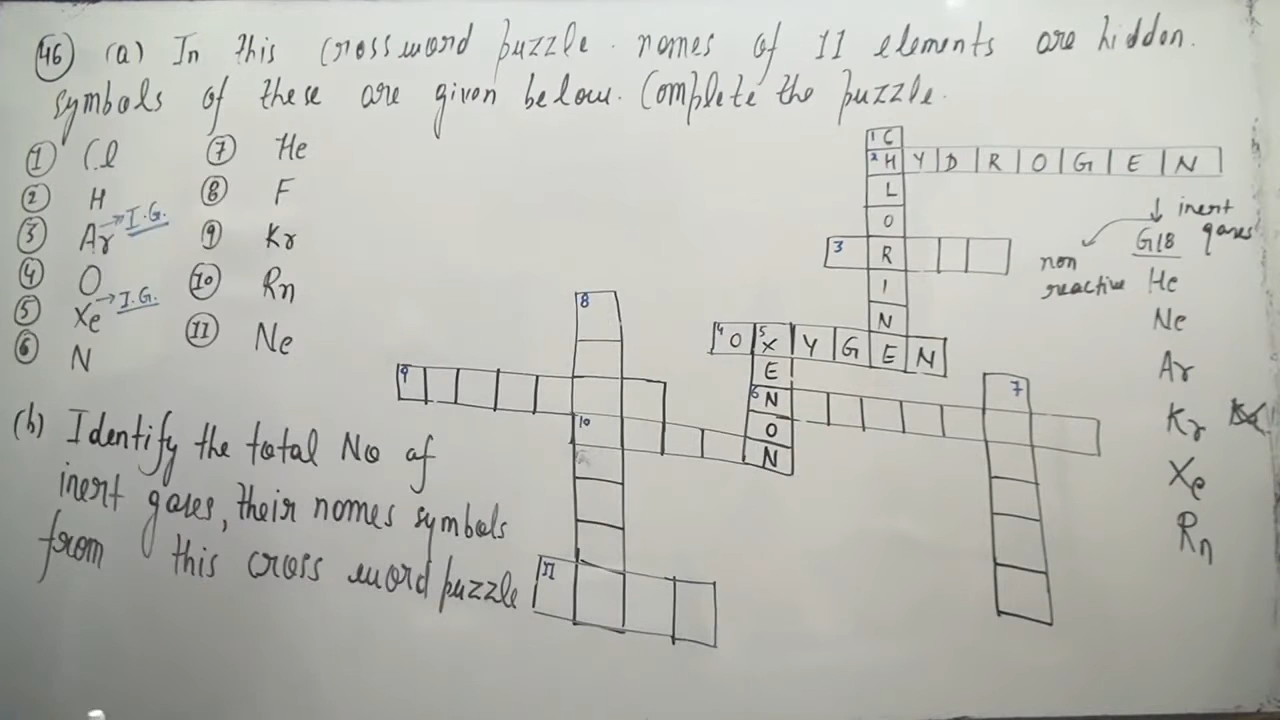 46 (a) In this Crossword puzzle . names of 11 elements are hidden.
symbols of these are given below. Complete the puzzle.
1 Cl
2 H
3 Ar → I.G.
4 O
5 Xe → I.G.
6 N
7 He
8 F
9 Kr
10 Rn
11 Ne
(b) Identify the total No of
inert gases, their names symbols
from this cross word puzzle
1 C
2 H Y D R O G E N
L
O
3 R
I
N
4 O 5 X Y G E N
E
6 N
O
N
7
8
9
10
11
inert
gases
G18
non
reactive
He
Ne
Ar
Kr
Xe
Rn